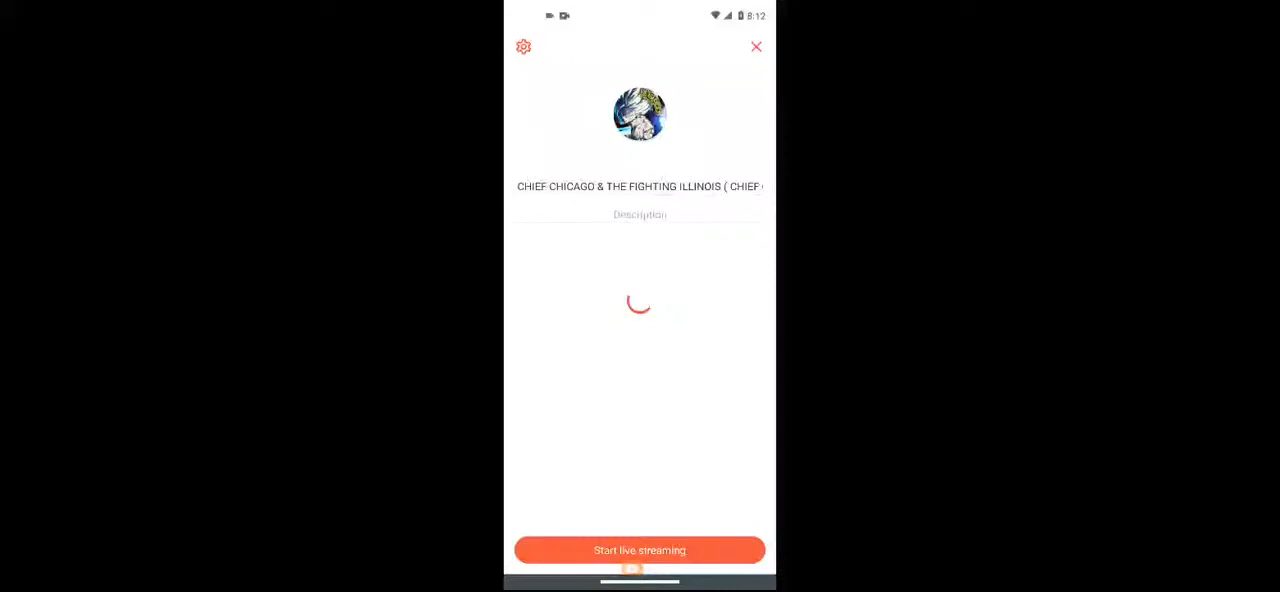 8:12
CHIEF CHICAGO & THE FIGHTING ILLINOIS ( CHIEF
Description
Start live streaming